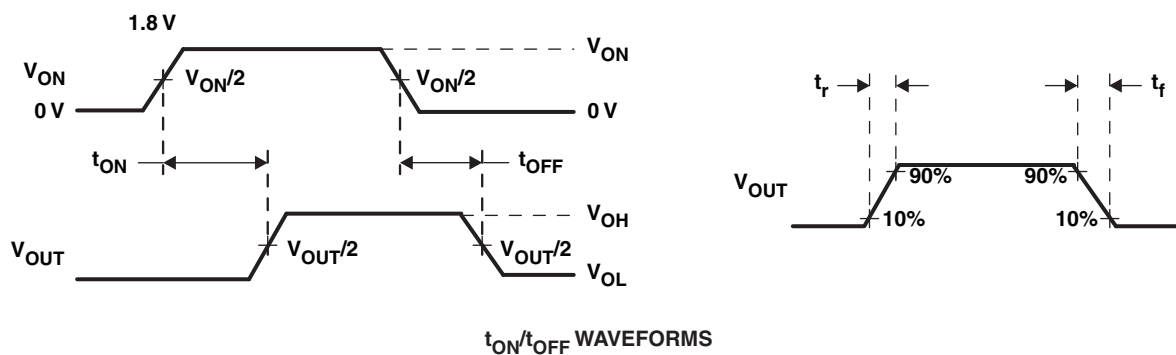 1.8 V
V_ON
V_ON
V_ON/2
V_ON/2
0 V
0 V
t_ON
t_OFF
V_OH
V_OUT
V_OUT/2
V_OUT/2
V_OL
t_r
t_f
V_OUT
90%
90%
10%
10%
t_ON/t_OFF WAVEFORMS